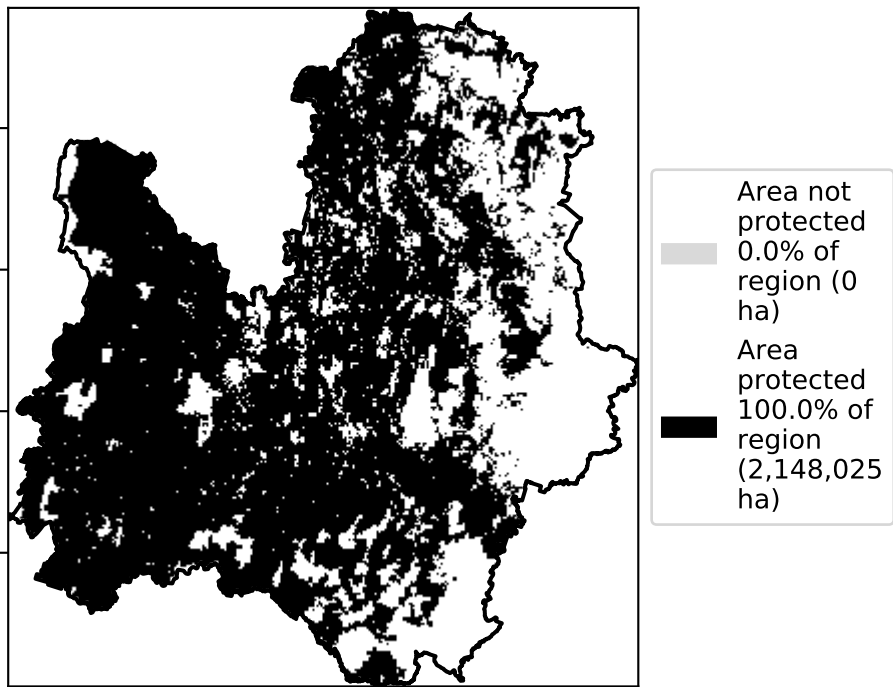 Area not
protected
0.0% of
region (0
ha)
Area
protected
100.0% of
region
(2,148,025
ha)